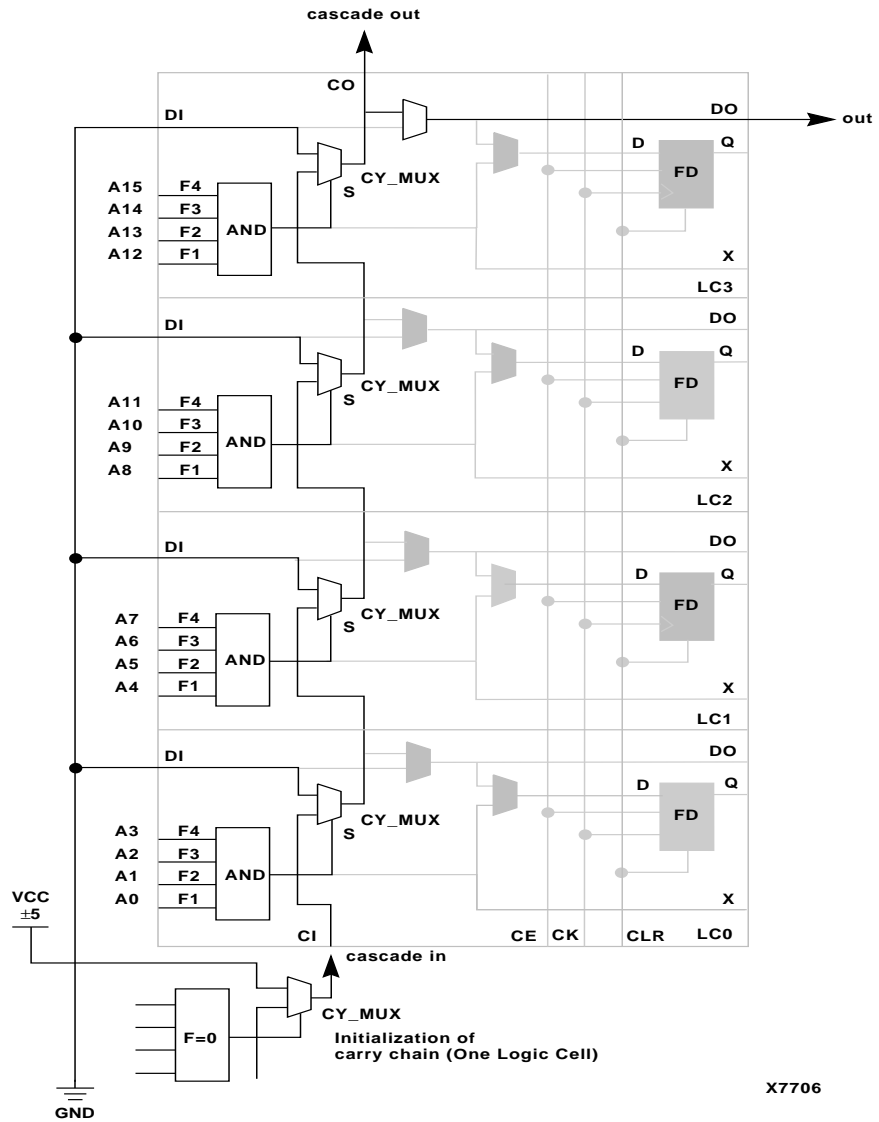 cascade out
CO
DI
DO
out
D
Q
FD
CY_MUX
S
A15 F4
A14 F3
A13 F2
A12 F1
AND
X
LC3
DI
DO
D
Q
FD
CY_MUX
S
A11 F4
A10 F3
A9 F2
A8 F1
AND
X
LC2
DI
DO
D
Q
FD
CY_MUX
S
A7 F4
A6 F3
A5 F2
A4 F1
AND
X
LC1
DI
DO
D
Q
FD
CY_MUX
S
A3 F4
A2 F3
A1 F2
A0 F1
AND
X
VCC
±5
CI
CE CK CLR LC0
cascade in
CY_MUX
F=0
Initialization of
carry chain (One Logic Cell)
GND
X7706